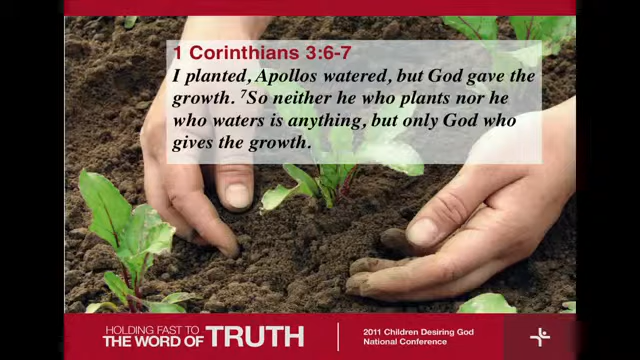 1 Corinthians 3:6-7
I planted, Apollos watered, but God gave the
growth. ⁷So neither he who plants nor he
who waters is anything, but only God who
gives the growth.
HOLDING FAST TO
THE WORD OF TRUTH
2011 Children Desiring God
National Conference